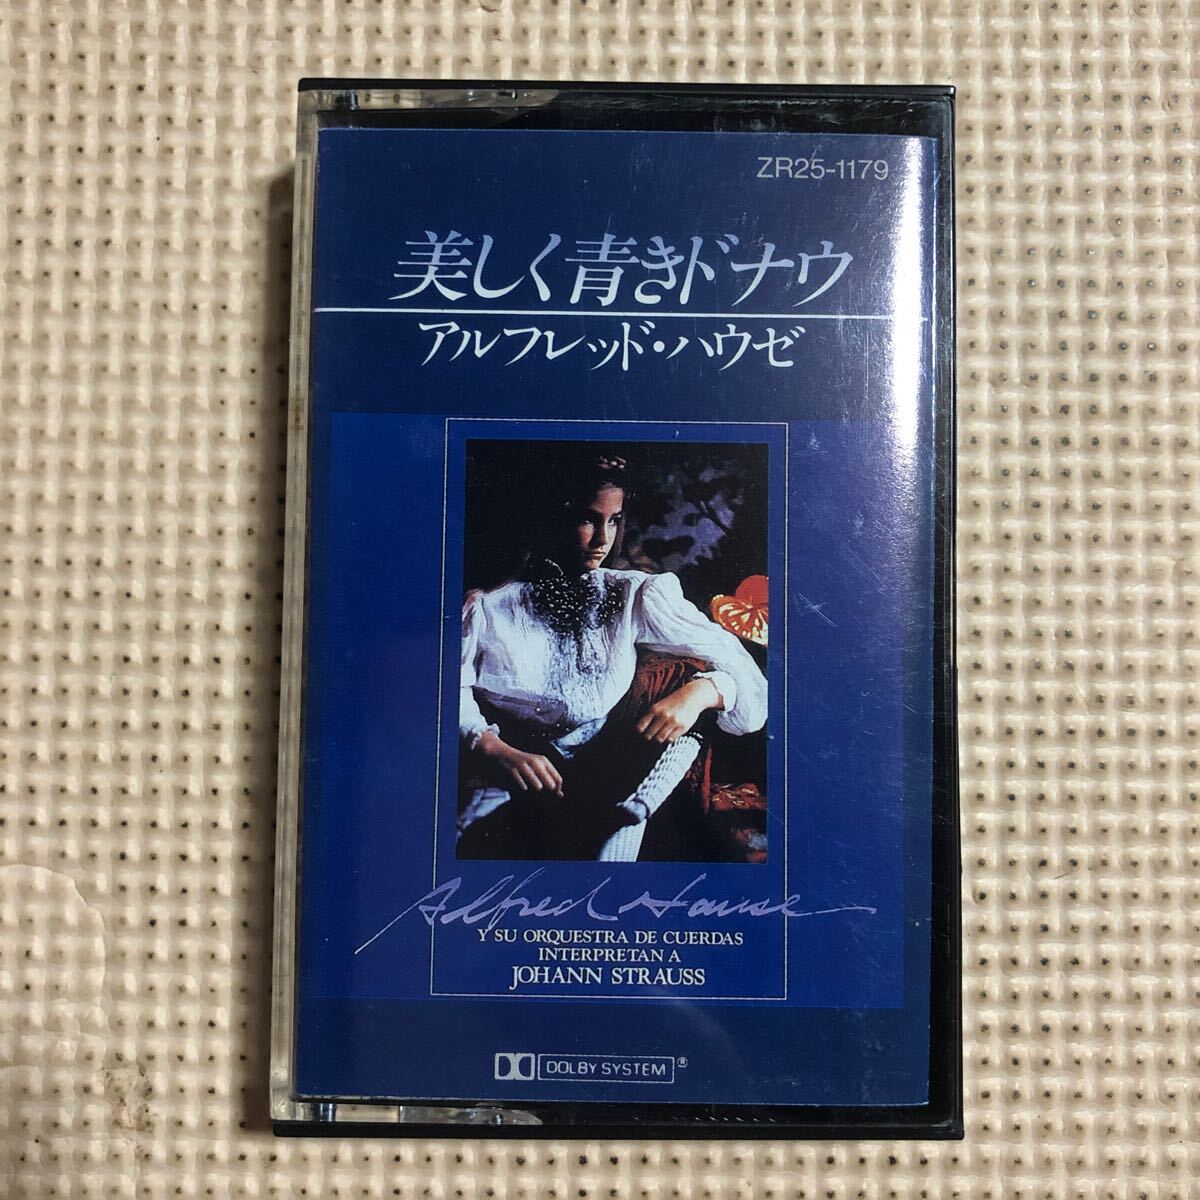 ZR25-1179
美しく青きドナウ
アルフレッド・ハウゼ
Alfred Hause
Y SU ORQUESTRA DE CUERDAS
INTERPRETAN A
JOHANN STRAUSS
DOLBY SYSTEM®